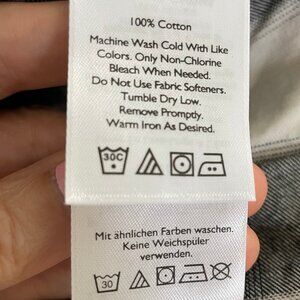 100% Cotton
Machine Wash Cold With Like
Colors. Only Non-Chlorine
Bleach When Needed.
Do Not Use Fabric Softeners.
Tumble Dry Low.
Remove Promptly.
Warm Iron As Desired.
30C
Mit ähnlichen Farben waschen.
Keine Weichspüler
verwenden.
30